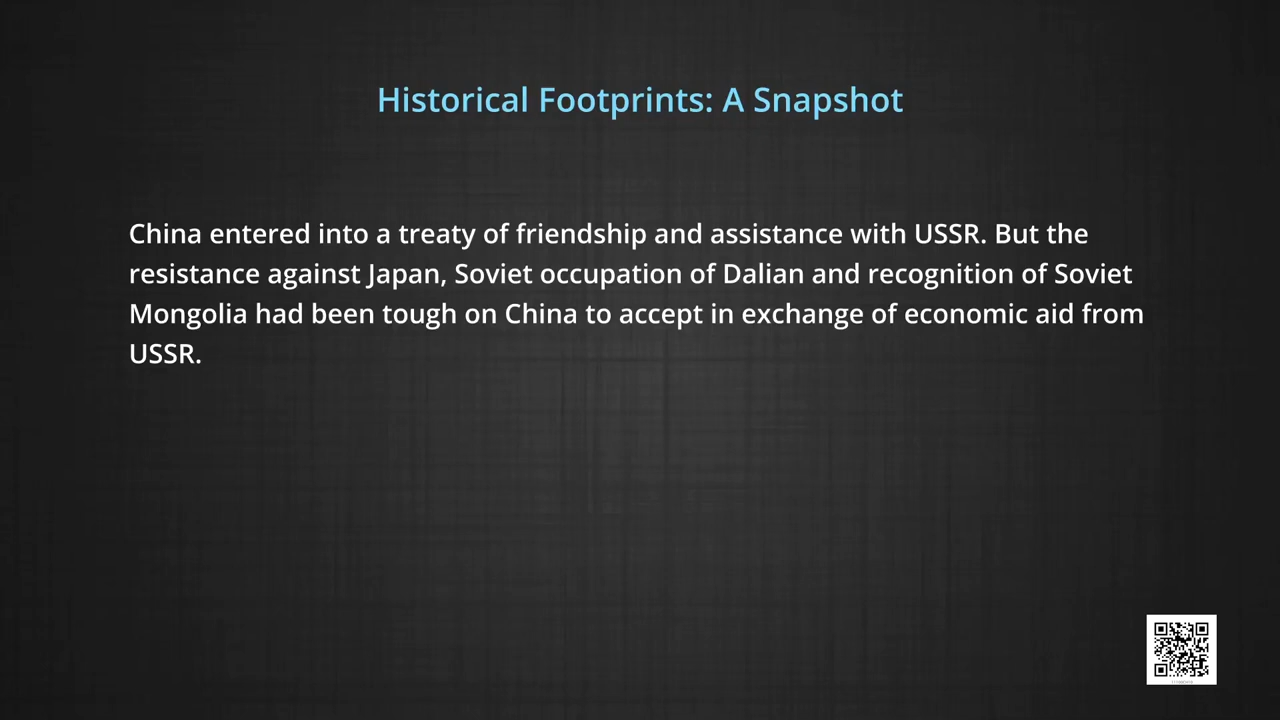 Historical Footprints: A Snapshot
China entered into a treaty of friendship and assistance with USSR. But the
resistance against Japan, Soviet occupation of Dalian and recognition of Soviet
Mongolia had been tough on China to accept in exchange of economic aid from
USSR.